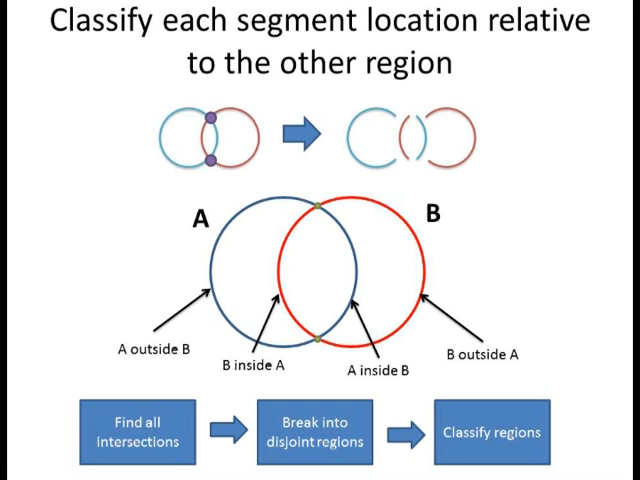 Classify each segment location relative
to the other region
A
B
A outside B
B inside A
A inside B
B outside A
Find all
intersections
Break into
disjoint regions
Classify regions